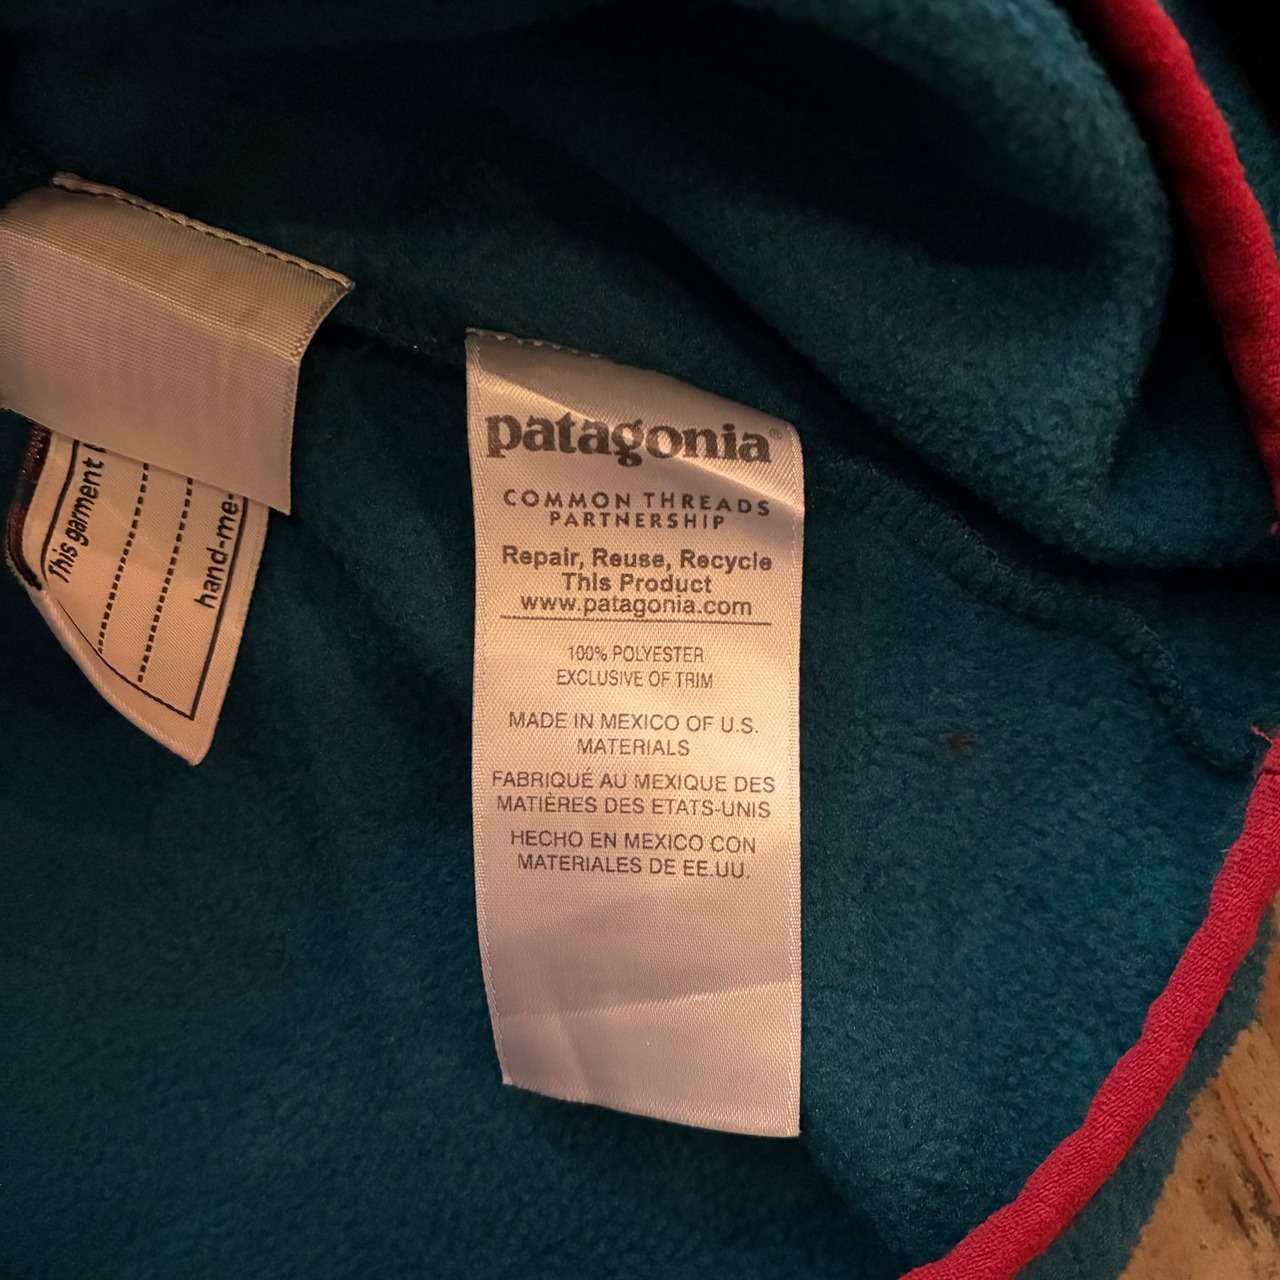 This garment
hand-me-
patagonia®
COMMON THREADS
PARTNERSHIP
Repair, Reuse, Recycle
This Product
www.patagonia.com
100% POLYESTER
EXCLUSIVE OF TRIM
MADE IN MEXICO OF U.S.
MATERIALS
FABRIQUÉ AU MEXIQUE DES
MATIÈRES DES ETATS-UNIS
HECHO EN MEXICO CON
MATERIALES DE EE.UU.